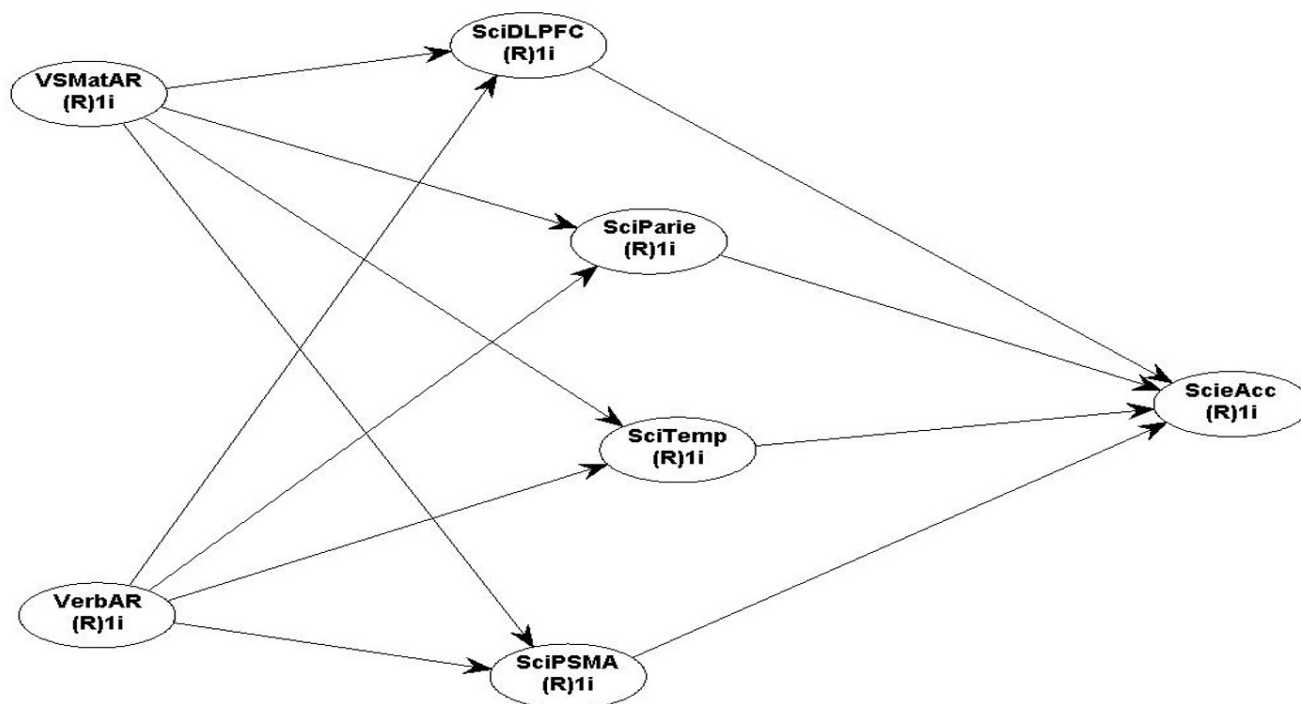 SciDLPFC
(R)1i
VSMatAR
(R)1i
SciParie
(R)1i
ScieAcc
(R)1i
SciTemp
(R)1i
VerbAR
(R)1i
SciPSMA
(R)1i